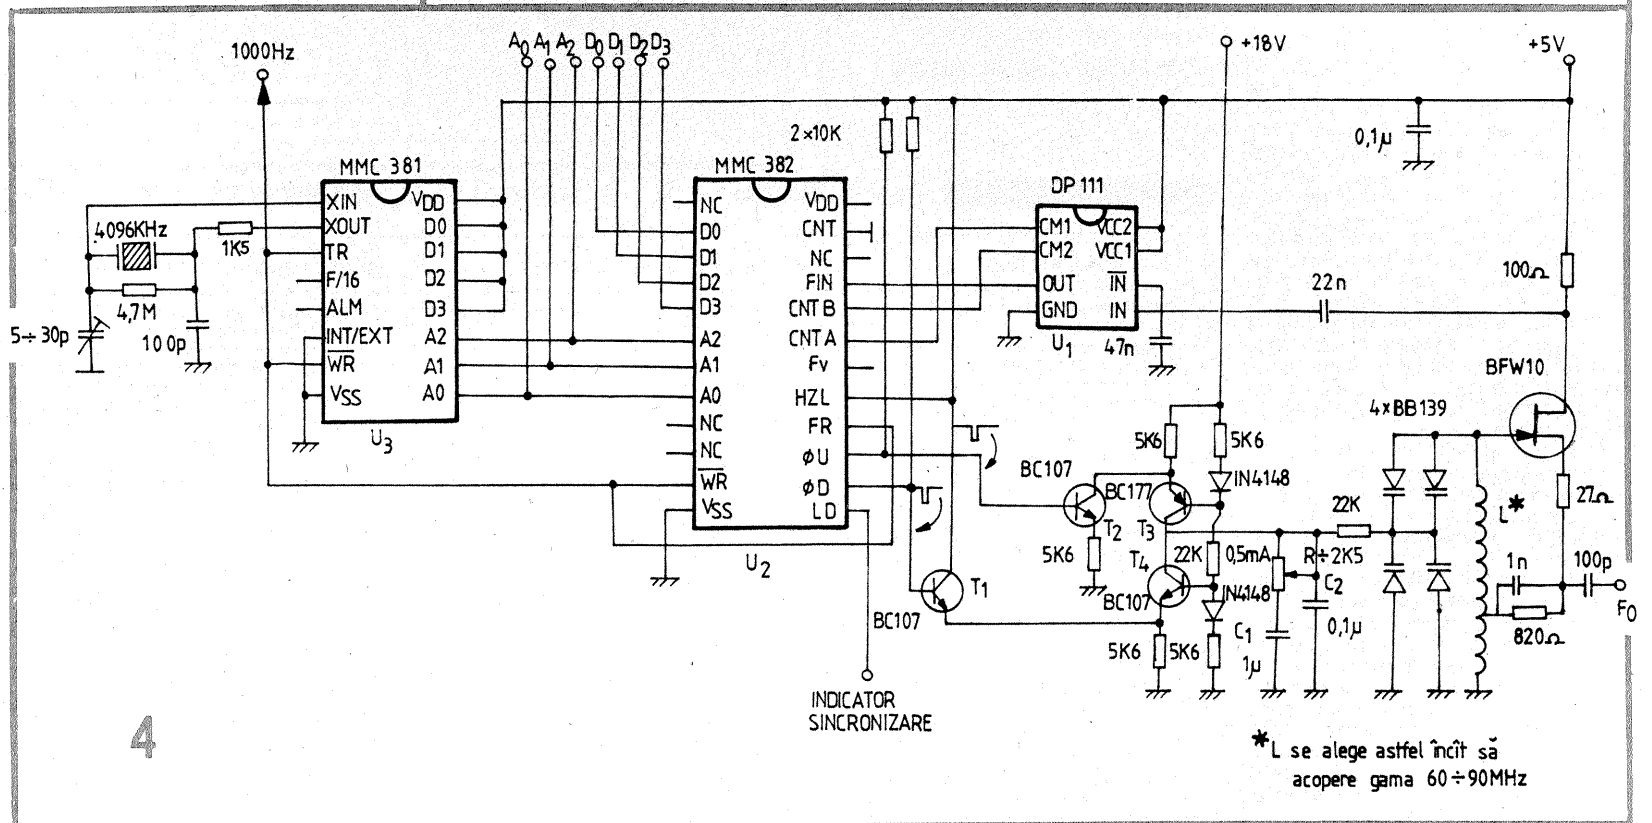 1000Hz
A0 A1 A2 D0 D1 D2 D3
+18V
+5V
2×10K
0,1µ
MMC 381
MMC 382
DP 111
XIN VDD
XOUT D0
TR D1
F/16 D2
ALM D3
INT/EXT A2
WR A1
VSS A0
U3
4096KHz
1K5
4,7M
5÷30p
100p
NC VDD
D0 CNT
D1 NC
D2 FIN
D3 CNT B
A2 CNT A
A1 Fv
A0 HZL
NC FR
NC ØU
WR ØD
VSS LD
U2
CM1 VCC2
CM2 VCC1
OUT IN
GND IN
U1
47n
22n
100Ω
BFW10
4×BB139
27Ω
5K6
5K6
BC107
BC177
IN4148
T2
T3
5K6
T4
22K
0,5mA
R÷2K5
22K
L*
1n
100p
F0
820Ω
T1
BC107
BC107
IN4148
C2
0,1µ
C1
1µ
5K6
5K6
INDICATOR
SINCRONIZARE
4
*L se alege astfel încît să
acopere gama 60÷90MHz